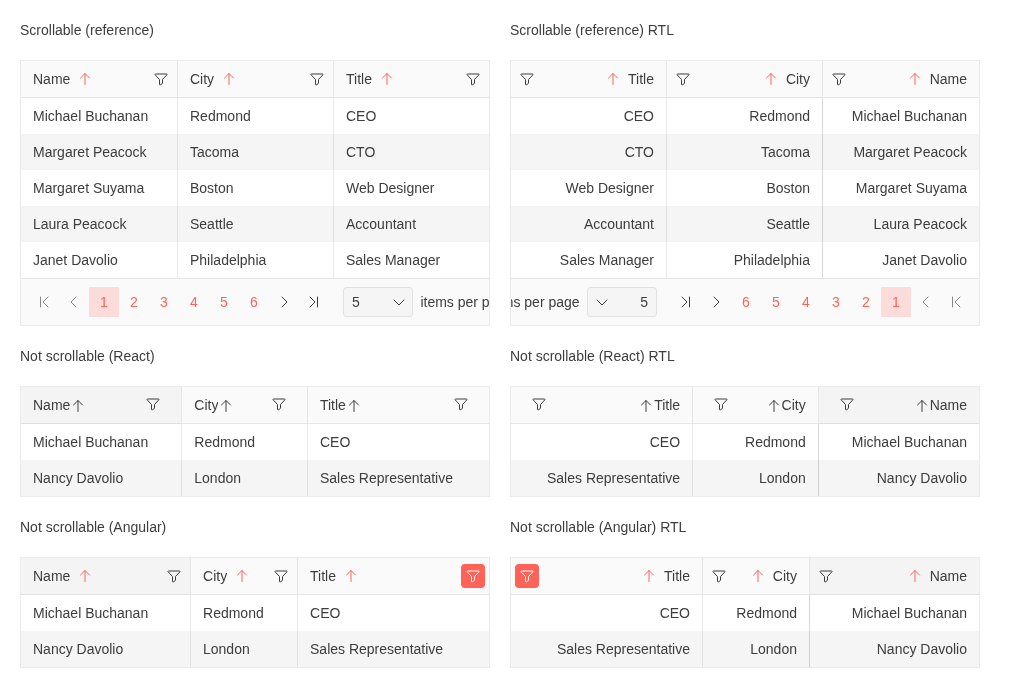 Scrollable (reference)
Name City Title
Michael Buchanan Redmond CEO
Margaret Peacock Tacoma CTO
Margaret Suyama Boston Web Designer
Laura Peacock Seattle Accountant
Janet Davolio Philadelphia Sales Manager
1 2 3 4 5 6 5 items per p
Scrollable (reference) RTL
Title City Name
CEO Redmond Michael Buchanan
CTO Tacoma Margaret Peacock
Web Designer Boston Margaret Suyama
Accountant Seattle Laura Peacock
Sales Manager Philadelphia Janet Davolio
s per page 5 6 5 4 3 2 1
Not scrollable (React)
Name City Title
Michael Buchanan Redmond CEO
Nancy Davolio London Sales Representative
Not scrollable (React) RTL
Title City Name
CEO Redmond Michael Buchanan
Sales Representative London Nancy Davolio
Not scrollable (Angular)
Name City Title
Michael Buchanan Redmond CEO
Nancy Davolio London Sales Representative
Not scrollable (Angular) RTL
Title City Name
CEO Redmond Michael Buchanan
Sales Representative London Nancy Davolio